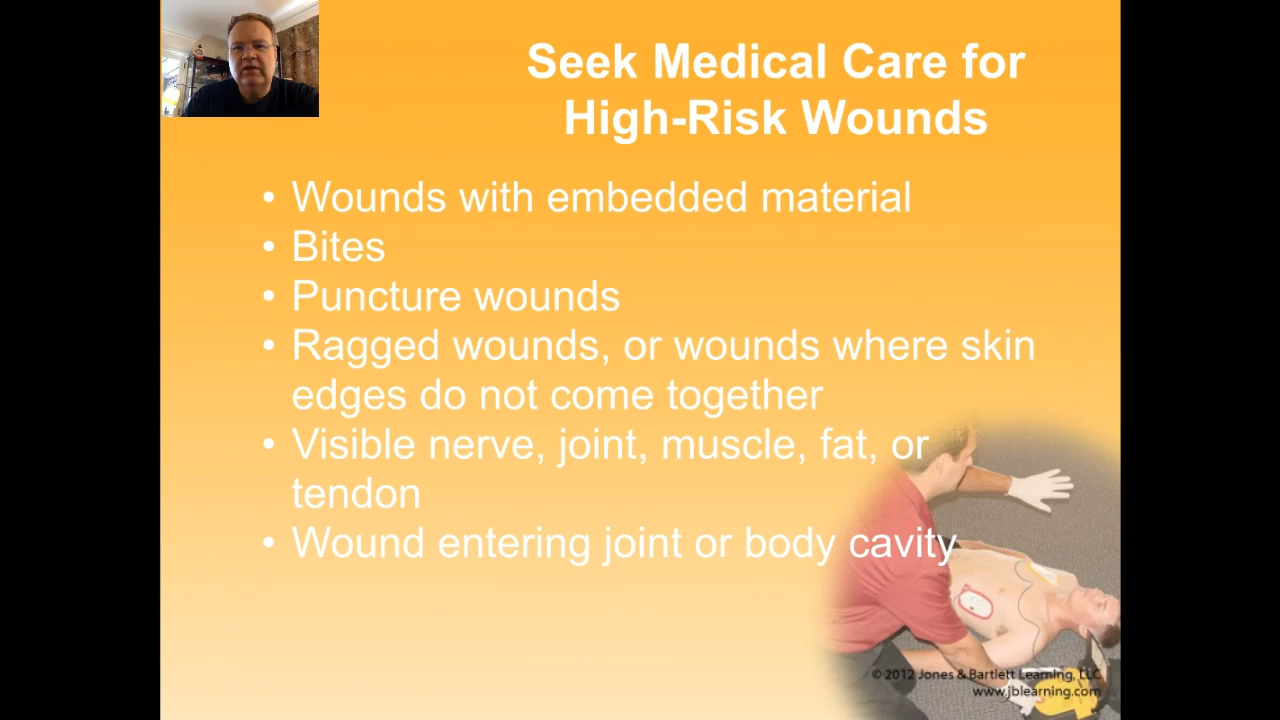 Seek Medical Care for
High-Risk Wounds
• Wounds with embedded material
• Bites
• Puncture wounds
• Ragged wounds, or wounds where skin
edges do not come together
• Visible nerve, joint, muscle, fat, or
tendon
• Wound entering joint or body cavity
© 2012 Jones & Bartlett Learning, LLC
www.jblearning.com